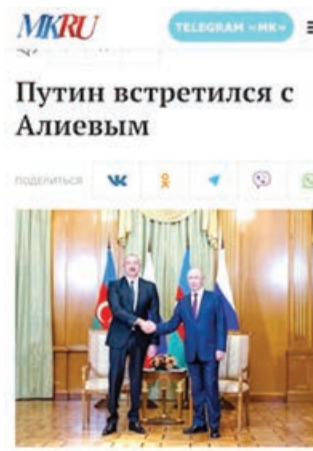 MKRU
TELEGRAM «МК»
Путин встретился с
Алиевым
ПОДЕЛИТЬСЯ